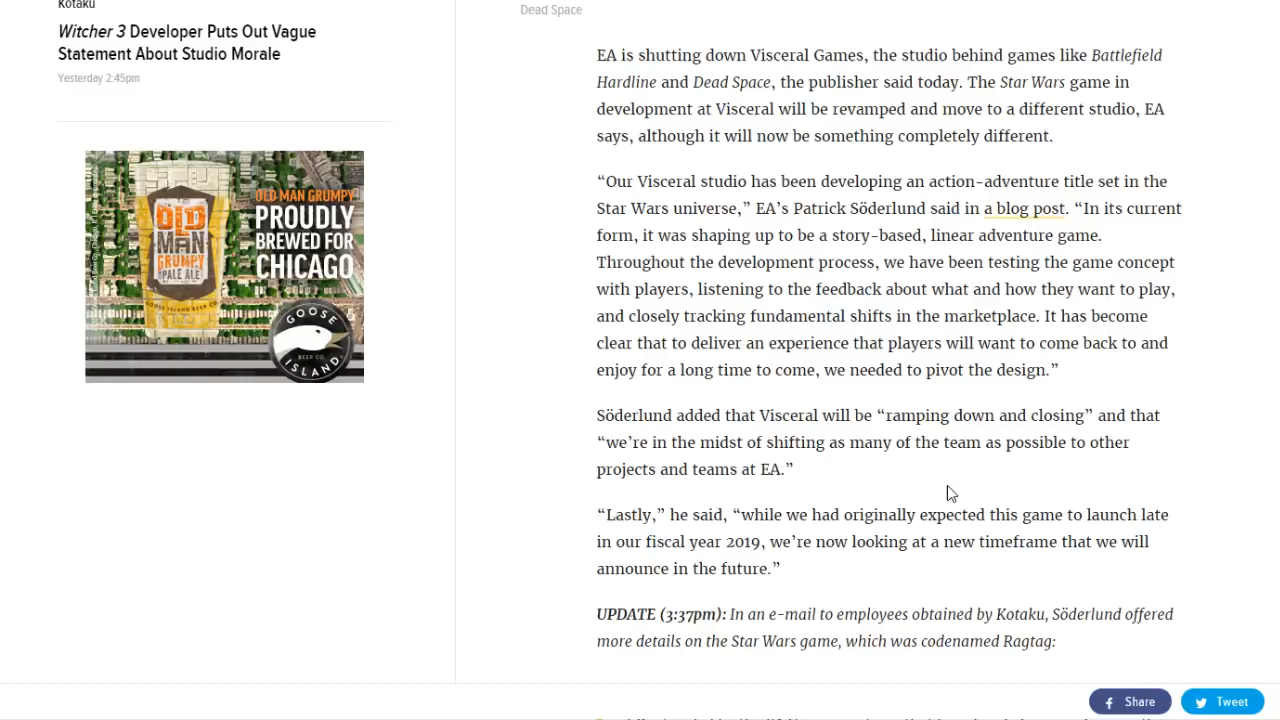 Kotaku
Witcher 3 Developer Puts Out Vague
Statement About Studio Morale
Yesterday 2:45pm
OLD MAN GRUMPY
PROUDLY
BREWED FOR
CHICAGO
OLD
MAN
GRUMPY
PALE ALE
GOOSE ISLAND BEER CO.
GOOSE
BEER CO.
ISLAND
Dead Space
EA is shutting down Visceral Games, the studio behind games like Battlefield
Hardline and Dead Space, the publisher said today. The Star Wars game in
development at Visceral will be revamped and move to a different studio, EA
says, although it will now be something completely different.
“Our Visceral studio has been developing an action-adventure title set in the
Star Wars universe,” EA’s Patrick Söderlund said in a blog post. “In its current
form, it was shaping up to be a story-based, linear adventure game.
Throughout the development process, we have been testing the game concept
with players, listening to the feedback about what and how they want to play,
and closely tracking fundamental shifts in the marketplace. It has become
clear that to deliver an experience that players will want to come back to and
enjoy for a long time to come, we needed to pivot the design.”
Söderlund added that Visceral will be “ramping down and closing” and that
“we’re in the midst of shifting as many of the team as possible to other
projects and teams at EA.”
“Lastly,” he said, “while we had originally expected this game to launch late
in our fiscal year 2019, we’re now looking at a new timeframe that we will
announce in the future.”
UPDATE (3:37pm): In an e-mail to employees obtained by Kotaku, Söderlund offered
more details on the Star Wars game, which was codenamed Ragtag:
Share
Tweet